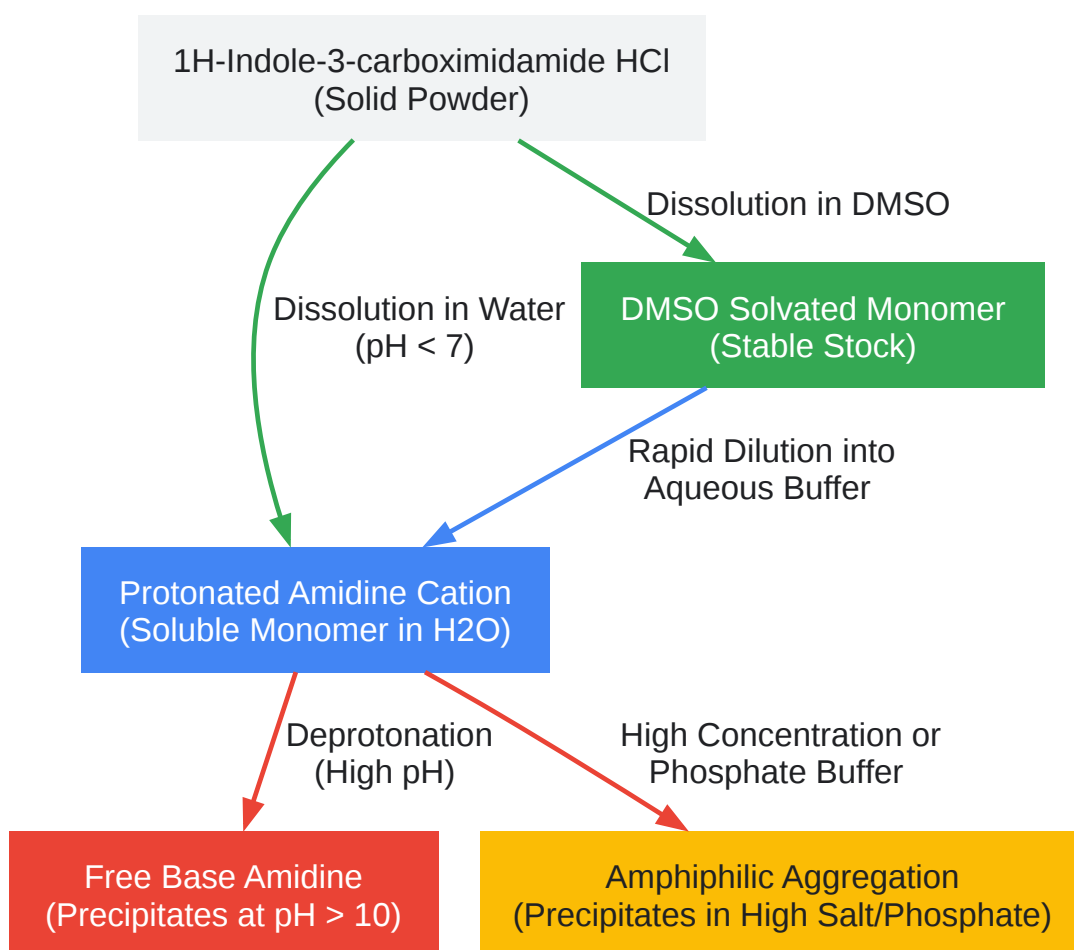 1H-Indole-3-carboximidamide HCl
(Solid Powder)
Dissolution in DMSO
Dissolution in Water
(pH < 7)
DMSO Solvated Monomer
(Stable Stock)
Rapid Dilution into
Aqueous Buffer
Protonated Amidine Cation
(Soluble Monomer in H2O)
Deprotonation
(High pH)
High Concentration or
Phosphate Buffer
Free Base Amidine
(Precipitates at pH > 10)
Amphiphilic Aggregation
(Precipitates in High Salt/Phosphate)